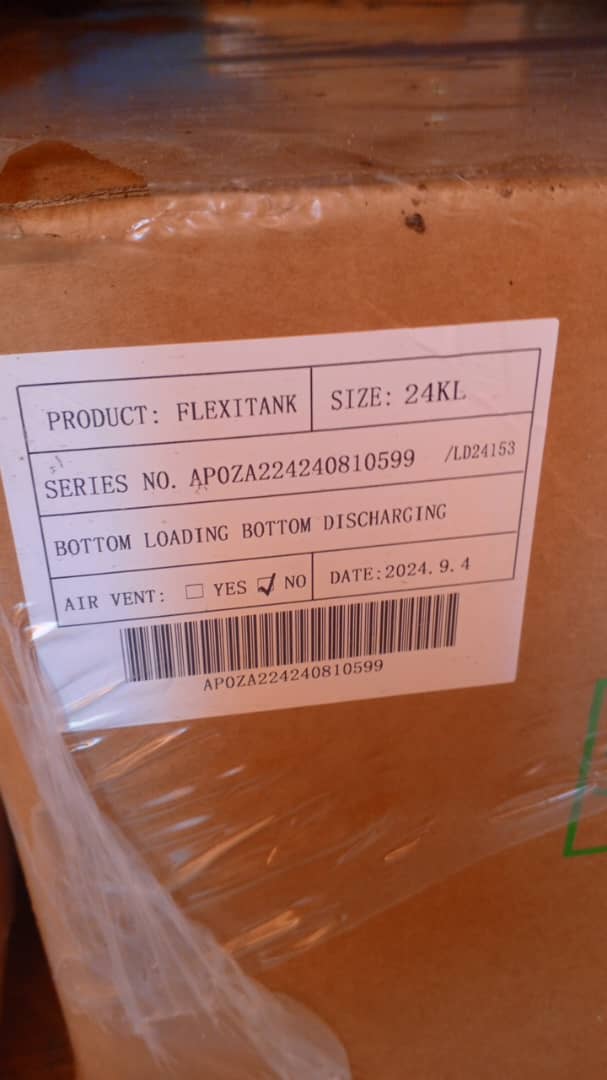 PRODUCT: FLEXITANK SIZE: 24KL
SERIES NO. APOZA224240810599 /LD24153
BOTTOM LOADING BOTTOM DISCHARGING
AIR VENT: ☐ YES ☑ NO DATE:2024.9.4
APOZA224240810599